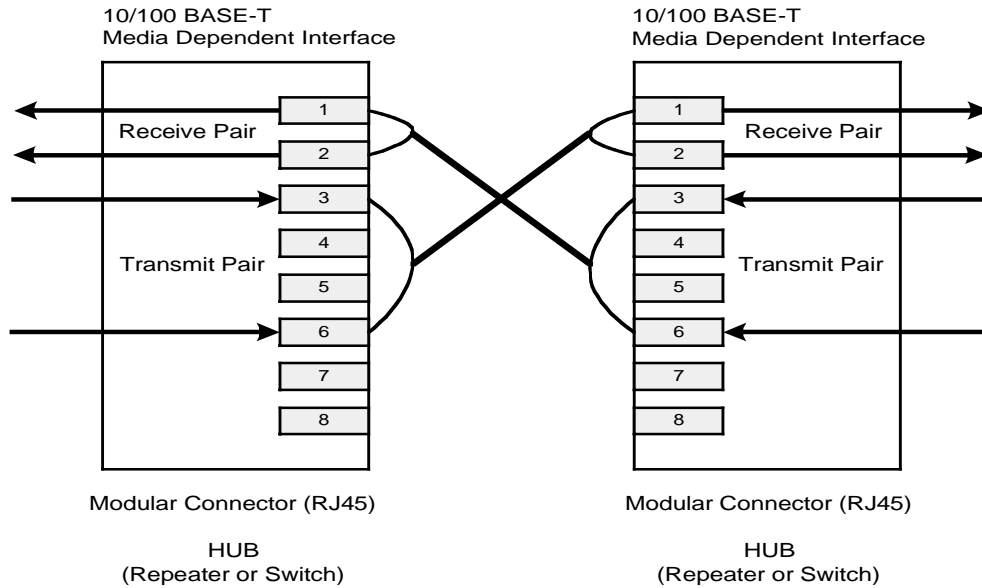 10/100 BASE-T
Media Dependent Interface
10/100 BASE-T
Media Dependent Interface
1
Receive Pair
2
3
4
Transmit Pair
5
6
7
8
1
Receive Pair
2
3
4
Transmit Pair
5
6
7
8
Modular Connector (RJ45)
Modular Connector (RJ45)
HUB
(Repeater or Switch)
HUB
(Repeater or Switch)